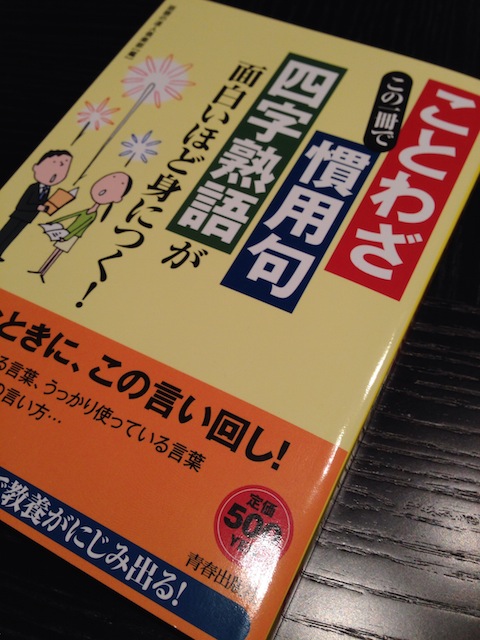 この一冊で
ことわざ
慣用句
四字熟語が
面白いほど身につく!
ときに、この言い回し!
る言葉、うっかり使っている言葉
の言い方…
定価
500
YEN
青春出版
で教養がにじみ出る!